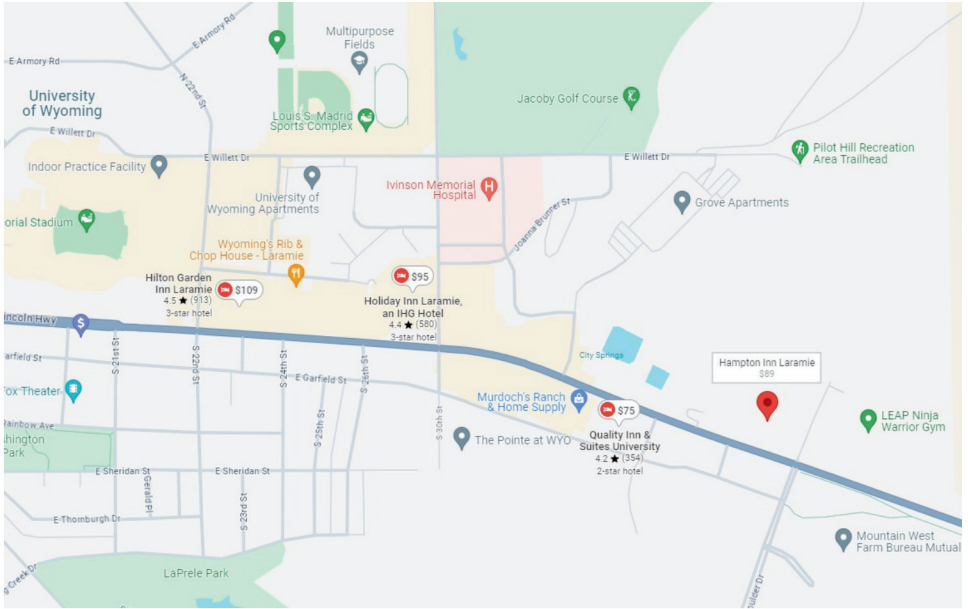 E Armory Rd
Multipurpose
Fields
E Armory Rd
N 22nd St
University
of Wyoming
Louis S. Madrid
Sports Complex
Jacoby Golf Course
E Willett Dr
E Willett Dr
E Willett Dr
Indoor Practice Facility
Pilot Hill Recreation
Area Trailhead
University of
Wyoming Apartments
Ivinson Memorial
Hospital
H
Grove Apartments
Joanna Brunner St
orial Stadium
Wyoming's Rib &
Chop House - Laramie
Hilton Garden
Inn Laramie
4.5 ★ (913)
3-star hotel
$109
$95
Holiday Inn Laramie,
an IHG Hotel
4.4 ★ (580)
3-star hotel
incoln Hwy
$
S 21st St
S 22nd St
S 24th St
S 26th St
City Springs
arfield St
E Garfield St
Hampton Inn Laramie
$89
Fox Theater
Murdoch's Ranch
& Home Supply
$75
Quality Inn &
Suites University
4.2 ★ (354)
2-star hotel
LEAP Ninja
Warrior Gym
Rainbow Ave
S 25th St
S 30th St
The Pointe at WYO
shington
Park
E Sheridan St
E Sheridan St
Gerald Pl
S 23rd St
E Thornburgh Dr
Mountain West
Farm Bureau Mutual
LaPrele Park
g Creek Dr
oulder Dr